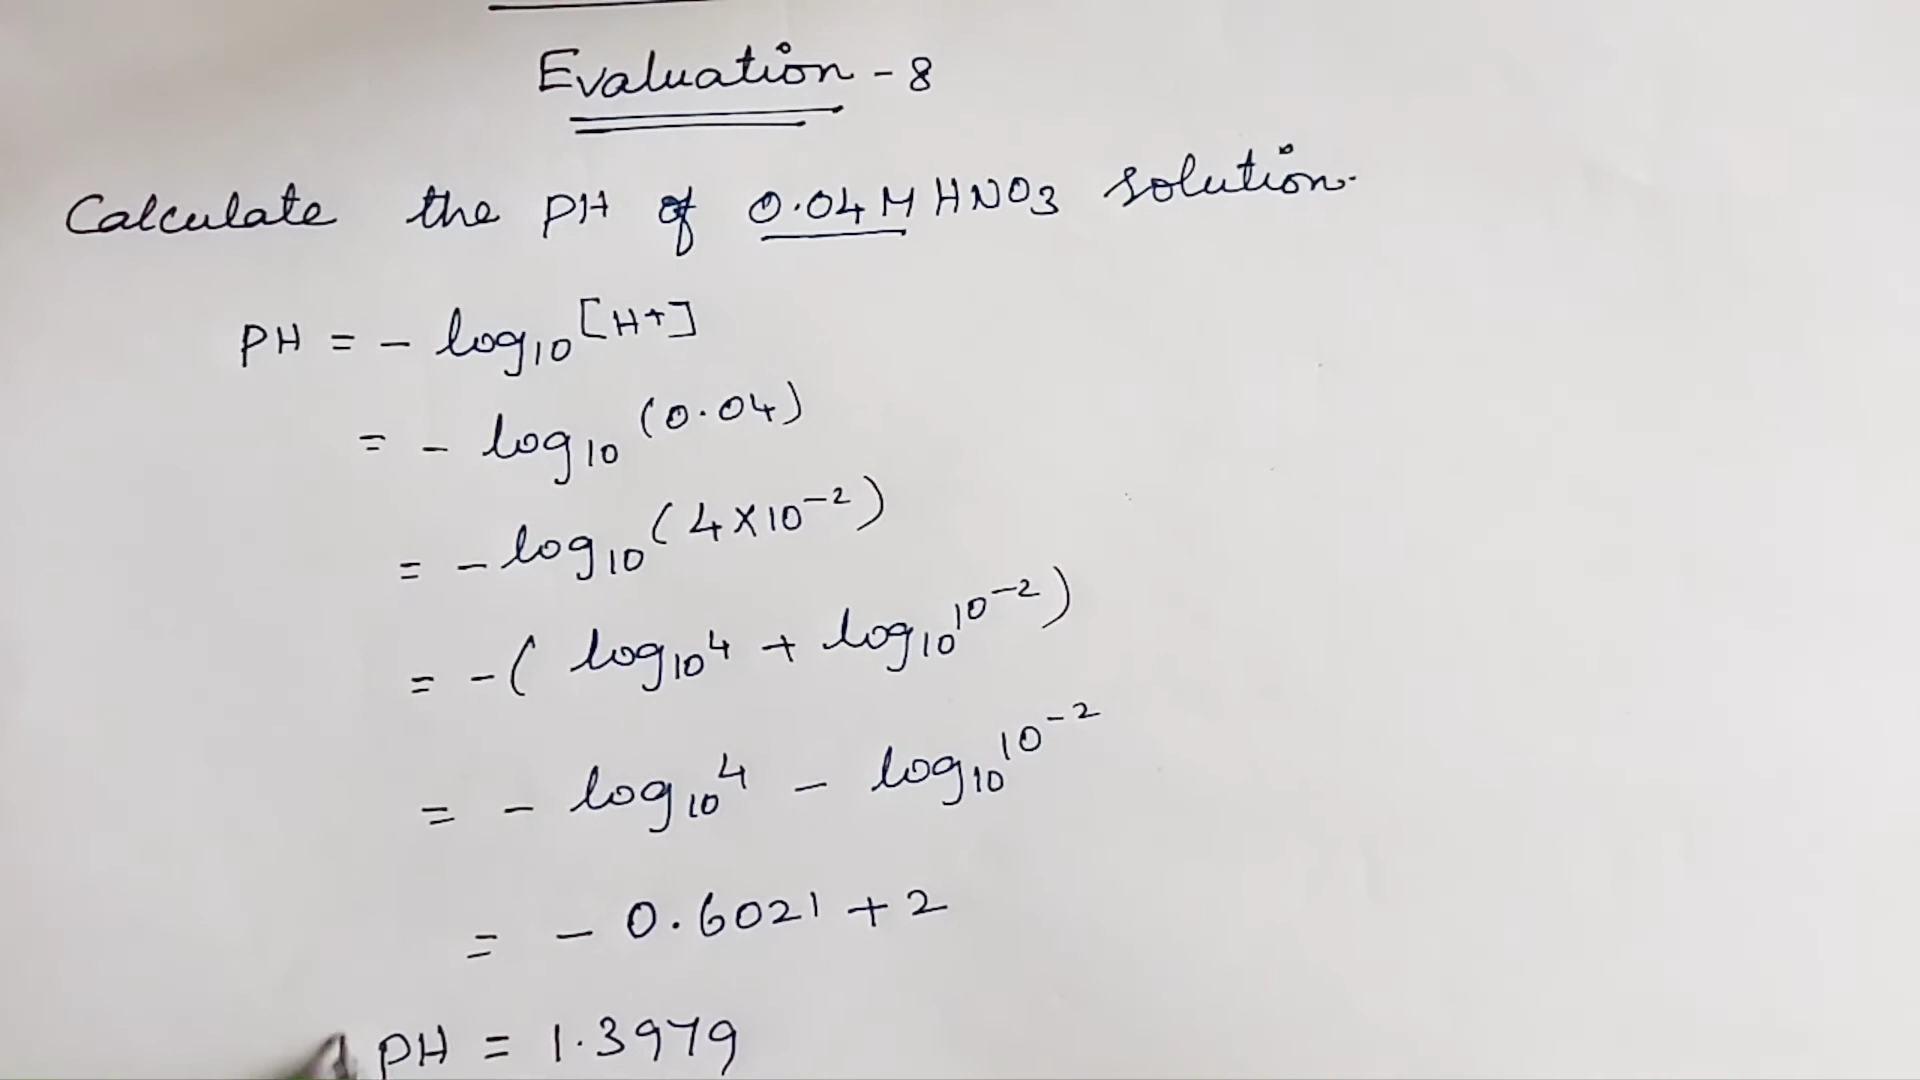 Evaluation - 8
Calculate the PH of 0.04 M HNO₃ solution.
PH = - log₁₀ [H+]
= - log₁₀ (0.04)
= - log₁₀ (4×10⁻²)
= - ( log₁₀ 4 + log₁₀ 10⁻²)
= - log₁₀ 4 - log₁₀ 10⁻²
= - 0.6021 + 2
PH = 1.3979